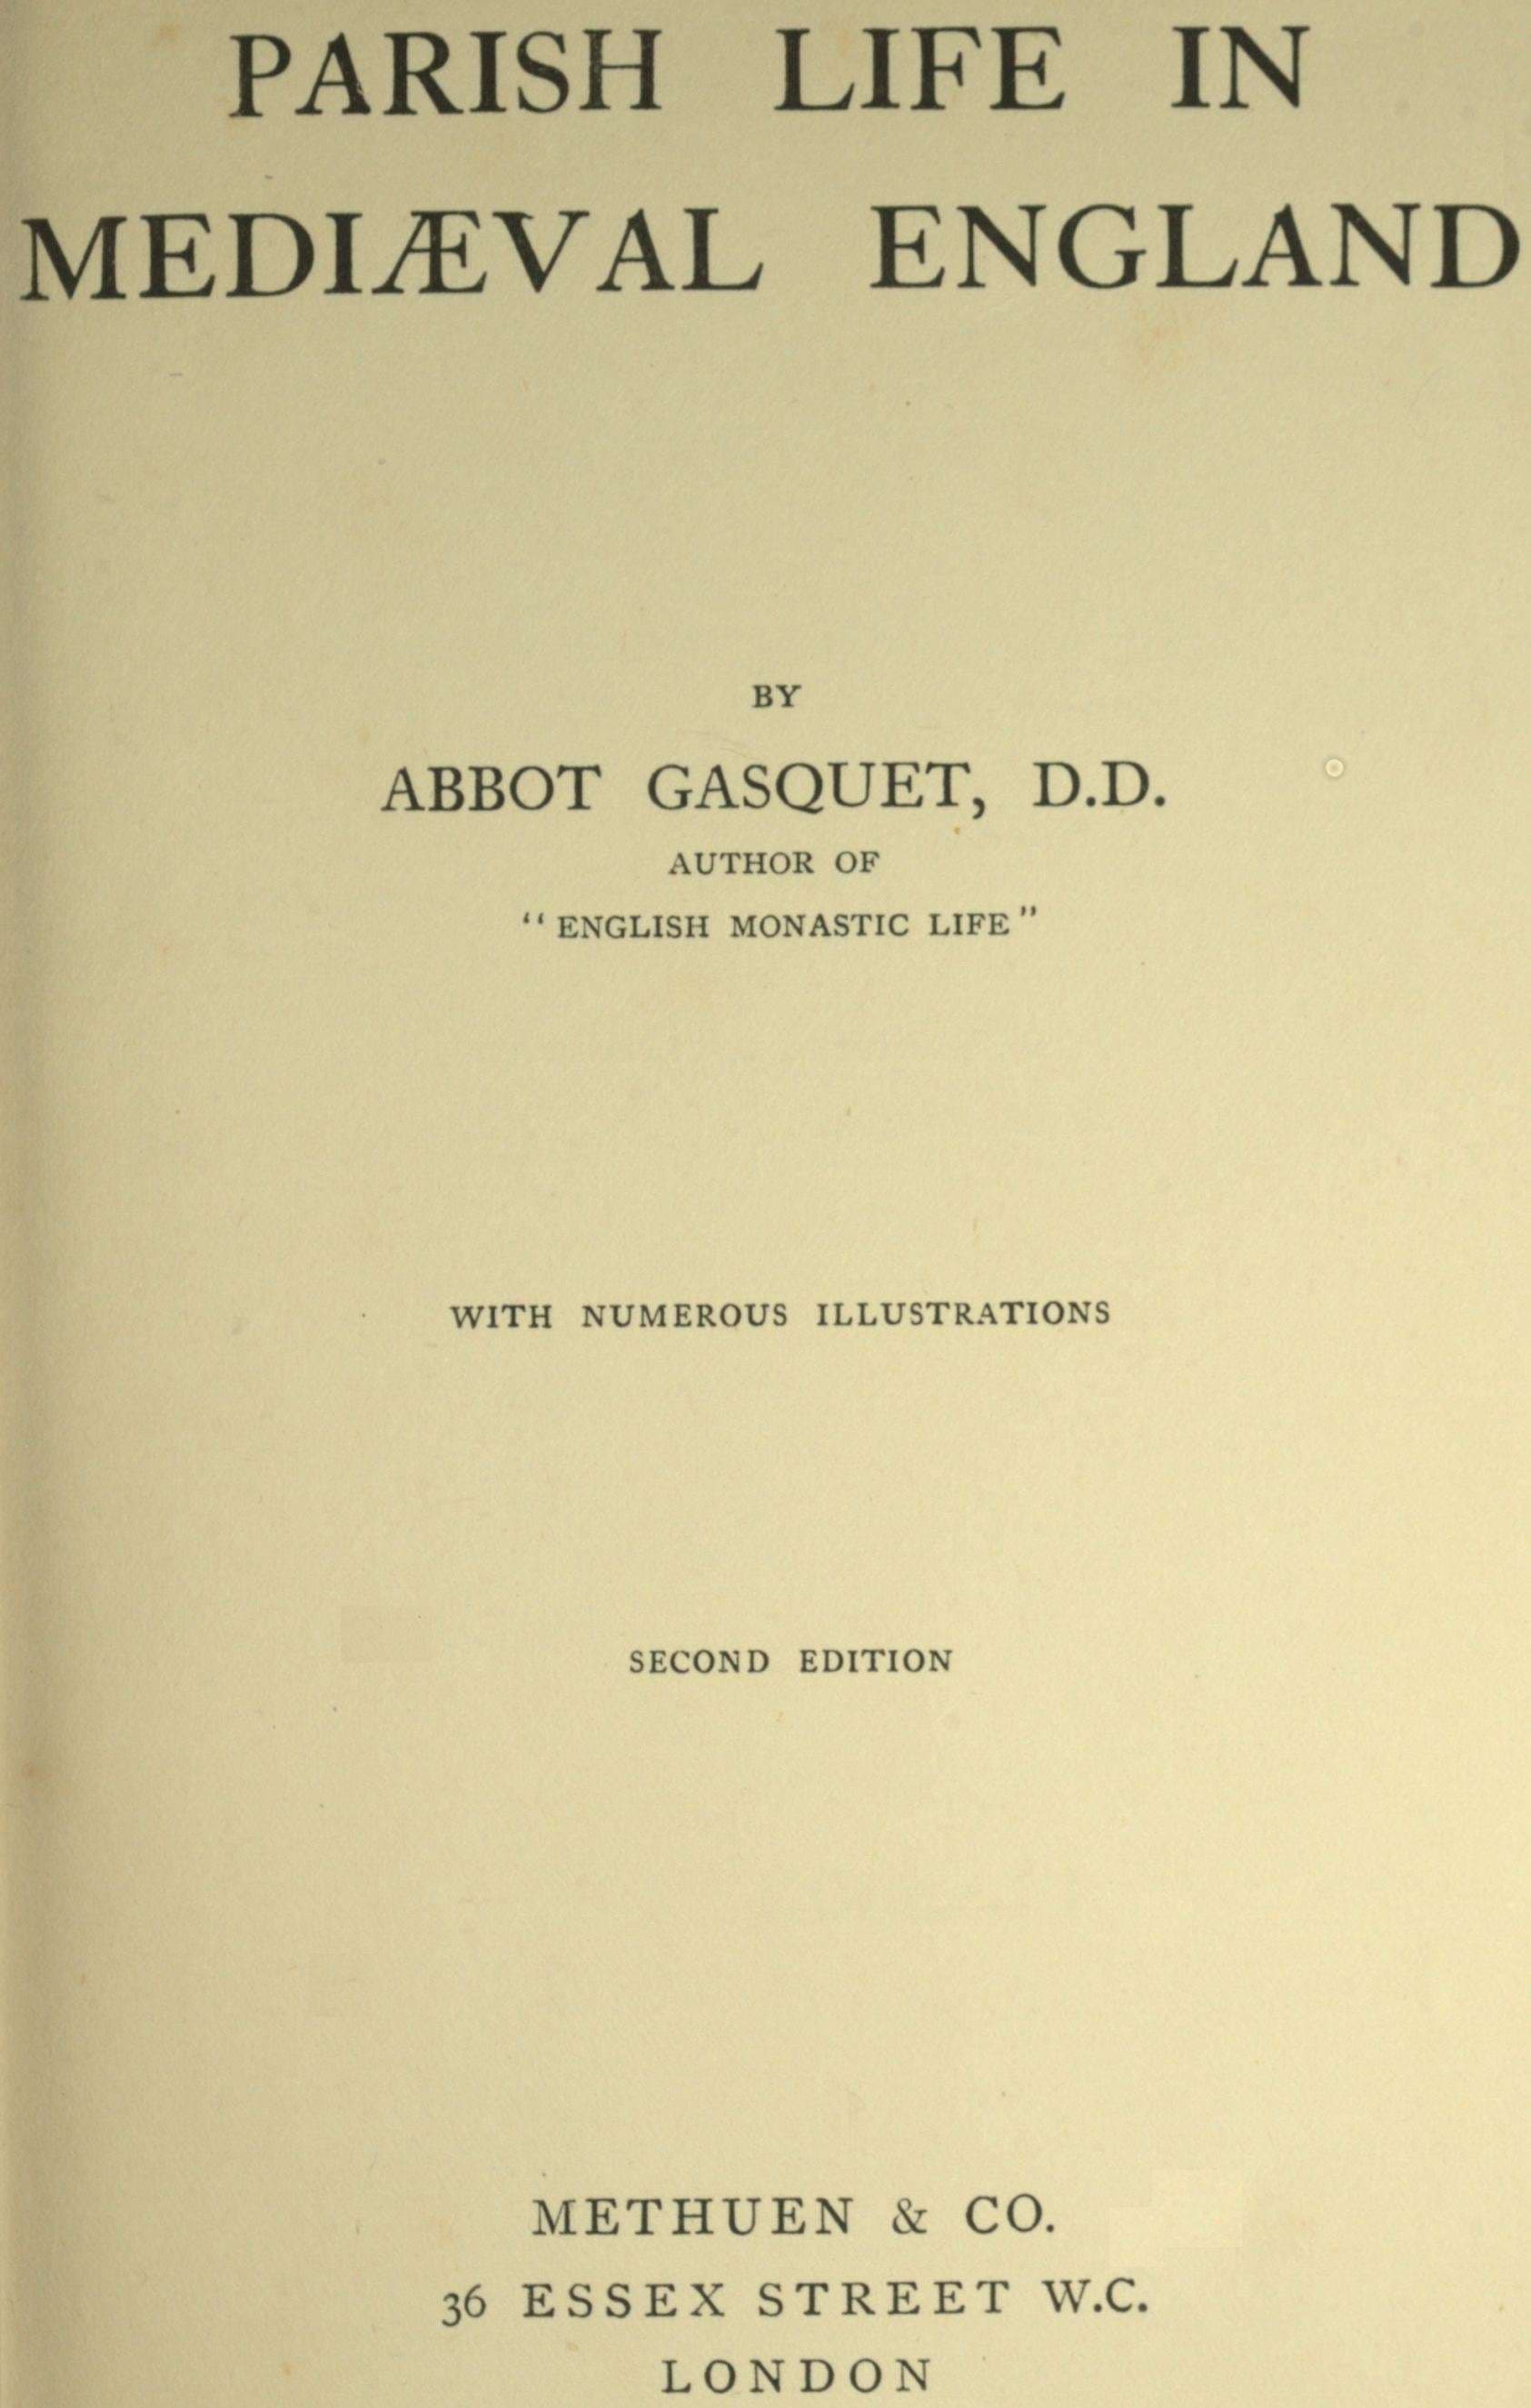 PARISH LIFE IN
MEDIÆVAL ENGLAND
BY
ABBOT GASQUET, D.D.
AUTHOR OF
"ENGLISH MONASTIC LIFE"
WITH NUMEROUS ILLUSTRATIONS
SECOND EDITION
METHUEN & CO.
36 ESSEX STREET W.C.
LONDON